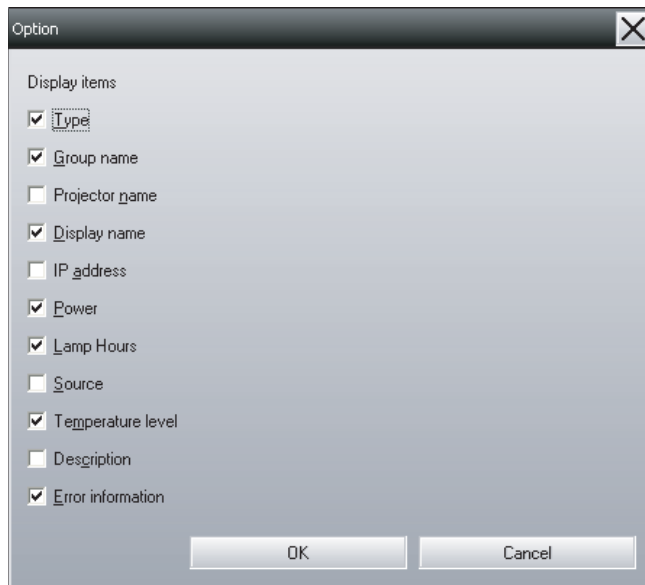 Option
Display items
Type
Group name
Projector name
Display name
IP address
Power
Lamp Hours
Source
Temperature level
Description
Error information
OK Cancel